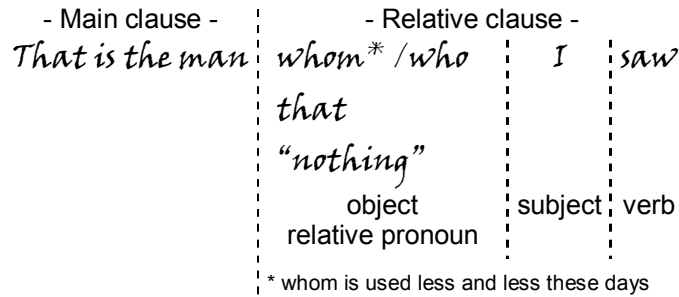 - Main clause - - Relative clause -
That is the man whom* /who I saw
that
“nothing”
object subject verb
relative pronoun
* whom is used less and less these days